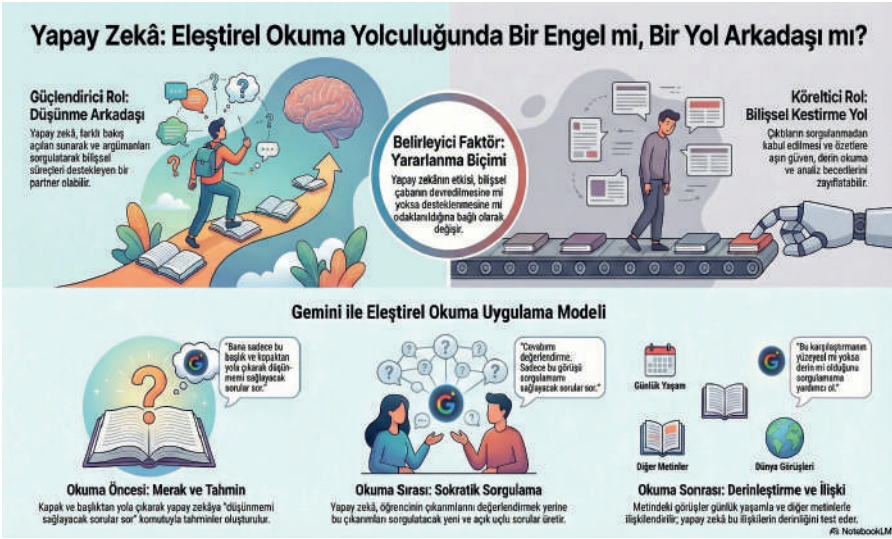 Yapay Zekâ: Eleştirel Okuma Yolculuğunda Bir Engel mi, Bir Yol Arkadaşı mı?
Güçlendirici Rol:
Düşünme Arkadaşı
Yapay zekâ, farklı bakış
açıları sunarak ve argümanları
sorgulatarak bilişsel
süreçleri destekleyen bir
partner olabilir.
Belirleyici Faktör:
Yararlanma Biçimi
Yapay zekânın etkisi, bilişsel
çabanın devredilmesine mi
yoksa desteklenmesine mi
odaklanıldığına bağlı olarak
değişir.
Köreltici Rol:
Bilişsel Kestirme Yol
Çıktıların sorgulanmadan
kabul edilmesi ve özetlere
aşırı güven, derin okuma
ve analiz becerilerini
zayıflatabilir.
Gemini ile Eleştirel Okuma Uygulama Modeli
"Bana sadece bu
başlık ve kopaktan
yola çıkarak düşün-
memi sağlayacak
sorular sor."
Okuma Öncesi: Merak ve Tahmin
Kapak ve başlıktan yola çıkarak yapay zekâya "düşünmemi
sağlayacak sorular sor" komutuyla tahminler oluşturulur.
"Cevabımı
değerlendirme.
Sadece bu görüşü
sorgulamamı
sağlayacak sorular
sor."
Okuma Sırası: Sokratik Sorgulama
Yapay zekâ, öğrencinin çıkarımlarını değerlendirmek yerine
bu çıkarımları sorgulatacak yeni ve açık uçlu sorular üretir.
Günlük Yaşam
Diğer Metinler
Dünya Görüşleri
"Bu karşılaştırmanın
yüzeysel mi yoksa
derin mi olduğunu
sorgulamama
yardımcı ol."
Okuma Sonrası: Derinleştirme ve İlişki
Metindeki görüşler günlük yaşamla ve diğer metinlerle
ilişkilendirilir; yapay zekâ bu ilişkilerin derinliğini test eder.
NotebookLM